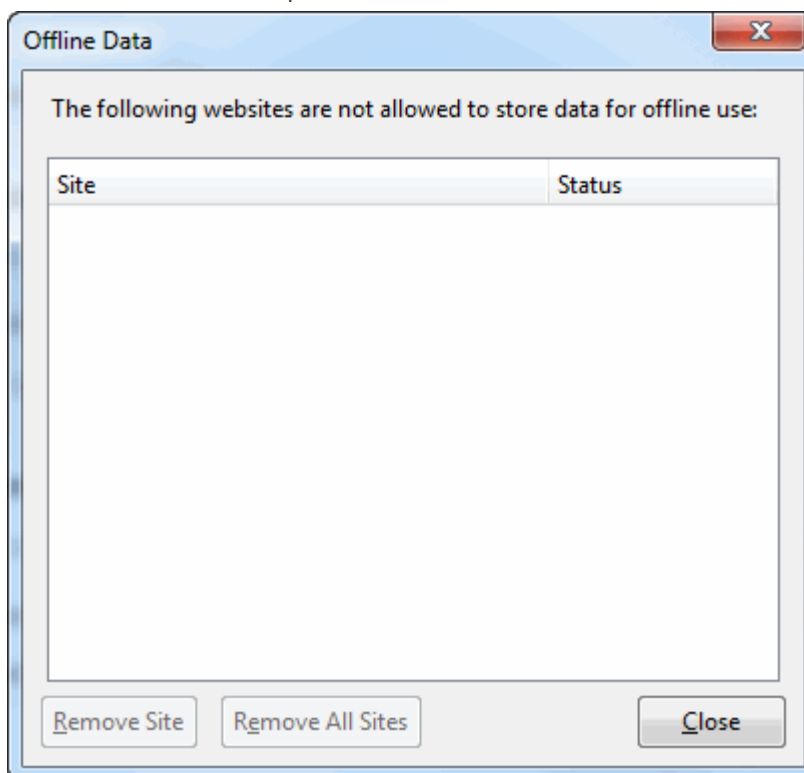 Offline Data
The following websites are not allowed to store data for offline use:
Site Status
Remove Site Remove All Sites Close